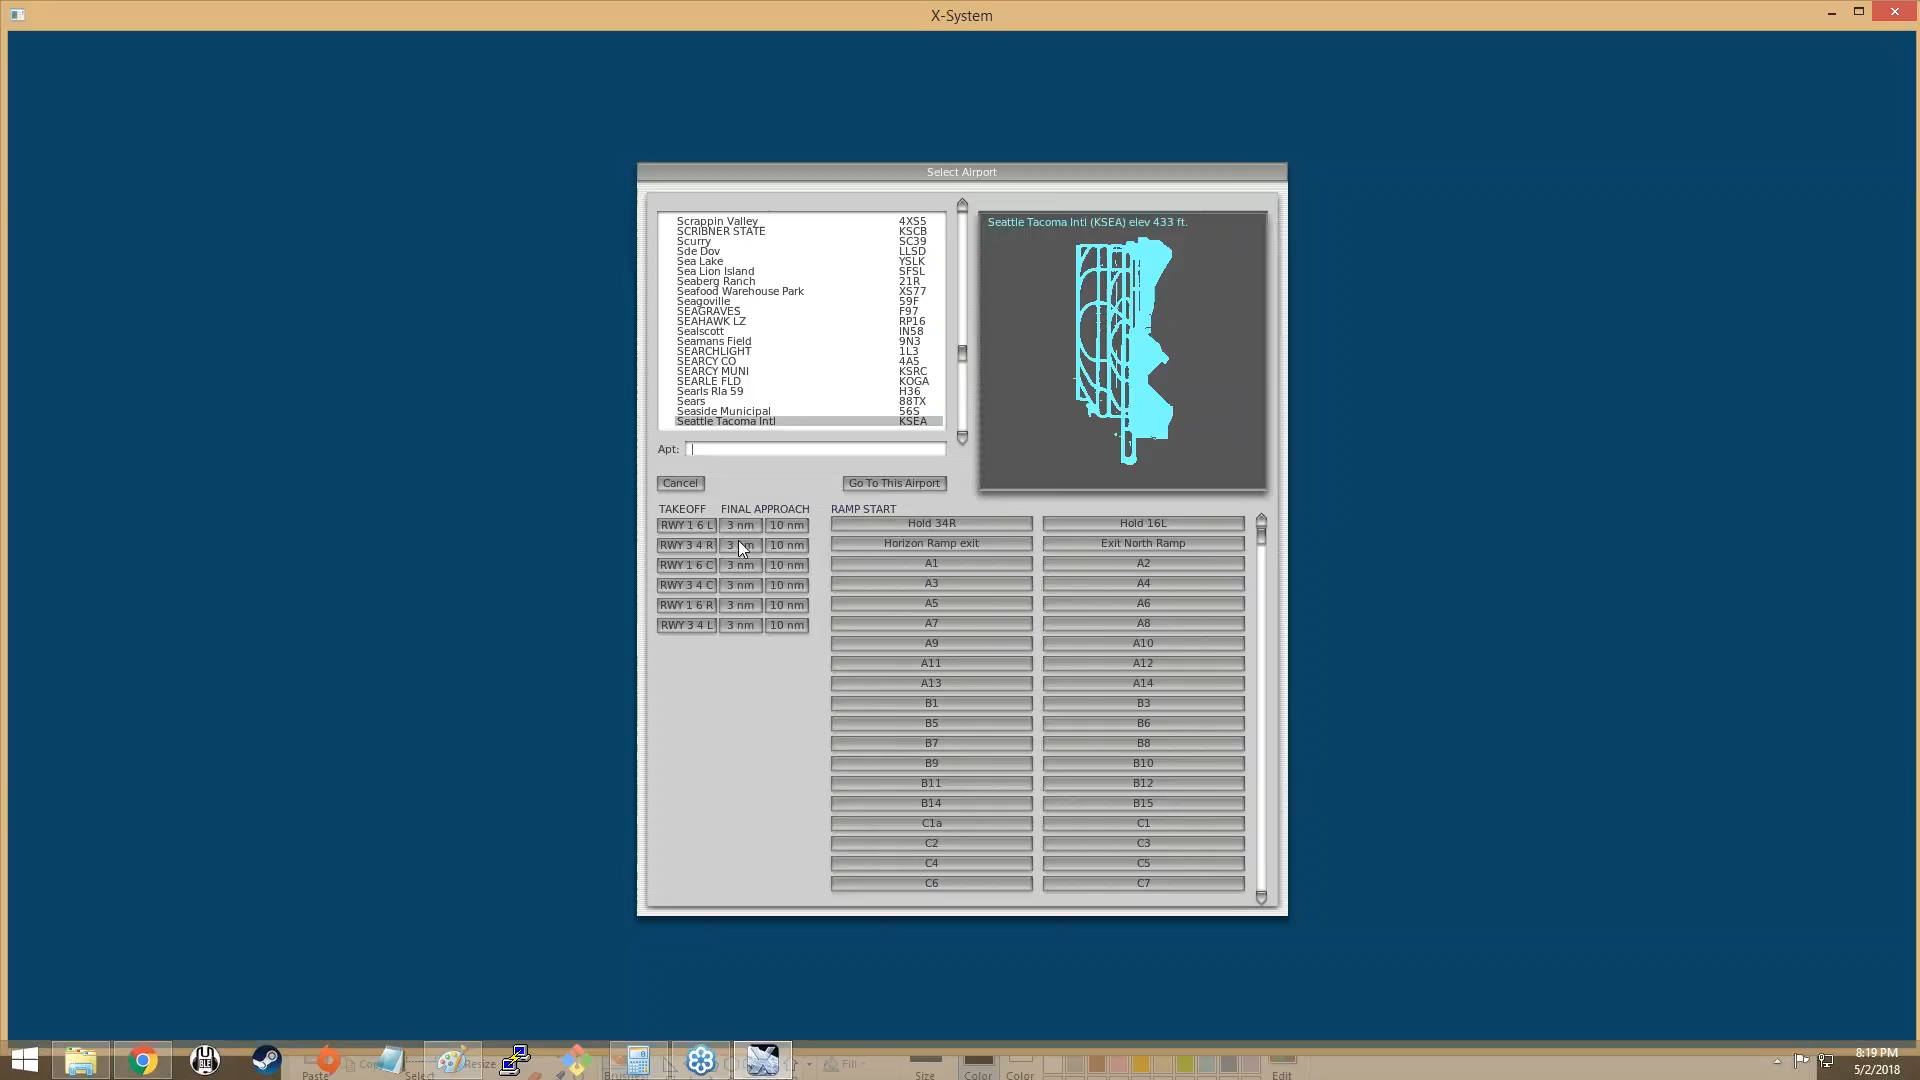 X-System
Select Airport
Scrappin Valley 4XS5
SCRIBNER STATE KSCB
Scurry SC39
Sde Dov LLSD
Sea Lake YSLK
Sea Lion Island SFSL
Seaberg Ranch 21R
Seafood Warehouse Park XS77
Seagoville 59F
SEAGRAVES F97
SEAHAWK LZ RP16
Sealscott IN58
Seamans Field 9N3
SEARCHLIGHT 1L3
SEARCY CO 4A5
SEARCY MUNI KSRC
SEARLE FLD KOGA
Searls Rla 59 H36
Sears 88TX
Seaside Municipal 56S
Seattle Tacoma Intl KSEA
Seattle Tacoma Intl (KSEA) elev 433 ft.
Apt:
Cancel Go To This Airport
TAKEOFF FINAL APPROACH
RWY 1 6 L 3 nm 10 nm
RWY 3 4 R 3 nm 10 nm
RWY 1 6 C 3 nm 10 nm
RWY 3 4 C 3 nm 10 nm
RWY 1 6 R 3 nm 10 nm
RWY 3 4 L 3 nm 10 nm
RAMP START
Hold 34R Hold 16L
Horizon Ramp exit Exit North Ramp
A1 A2
A3 A4
A5 A6
A7 A8
A9 A10
A11 A12
A13 A14
B1 B3
B5 B6
B7 B8
B9 B10
B11 B12
B14 B15
C1a C1
C2 C3
C4 C5
C6 C7
Resize Fill
Paste Select Size Color Color Edit
8:19 PM
5/2/2018